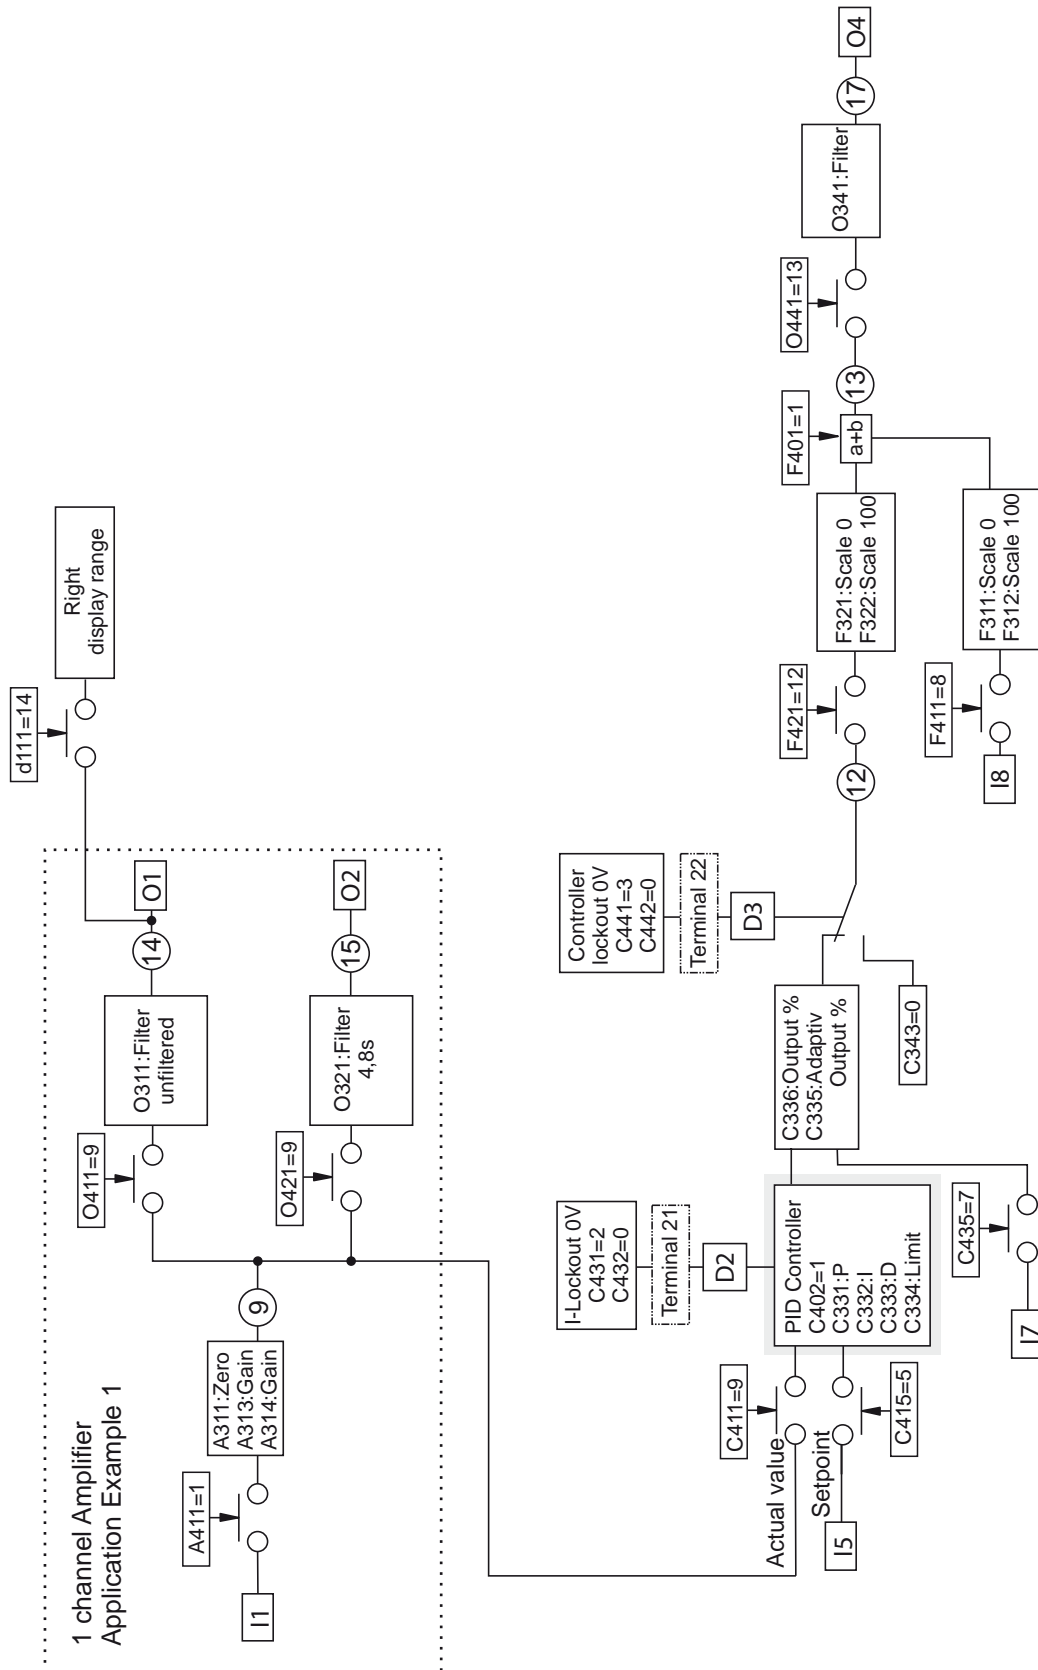 1 channel Amplifier
Application Example 1
I1
A411=1
A311:Zero
A313:Gain
A314:Gain
9
O411=9
O311:Filter
unfiltered
14
O1
d111=14
Right
display range
O421=9
O321:Filter
4,8s
15
O2
Actual value
C411=9
Setpoint
I5
C415=5
I-Lockout 0V
C431=2
C432=0
Terminal 21
D2
PID Controller
C402=1
C331:P
C332:I
C333:D
C334:Limit
I7
C435=7
C336:Output %
C335:Adaptiv
Output %
Controller
lockout 0V
C441=3
C442=0
Terminal 22
D3
C343=0
12
F421=12
F321:Scale 0
F322:Scale 100
I8
F411=8
F311:Scale 0
F312:Scale 100
F401=1
a+b
13
O441=13
O341:Filter
17
O4